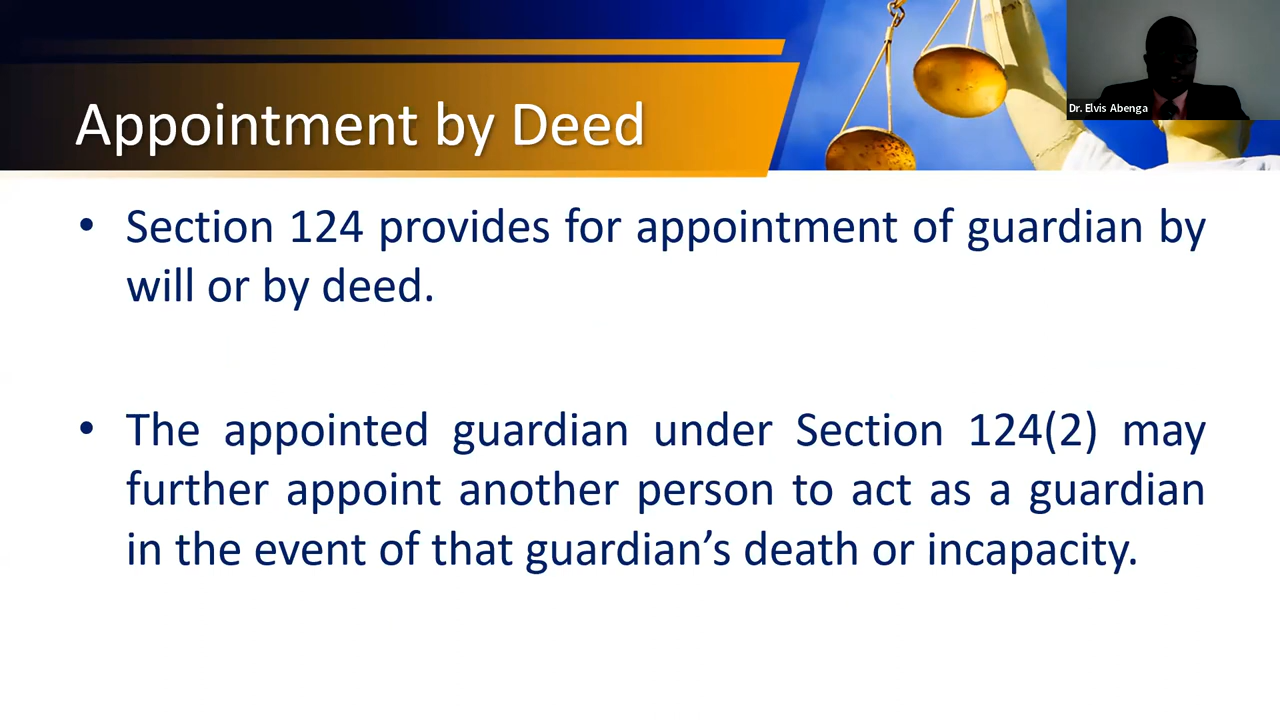 Dr. Elvis Abenga
Appointment by Deed
• Section 124 provides for appointment of guardian by
will or by deed.
• The appointed guardian under Section 124(2) may
further appoint another person to act as a guardian
in the event of that guardian’s death or incapacity.